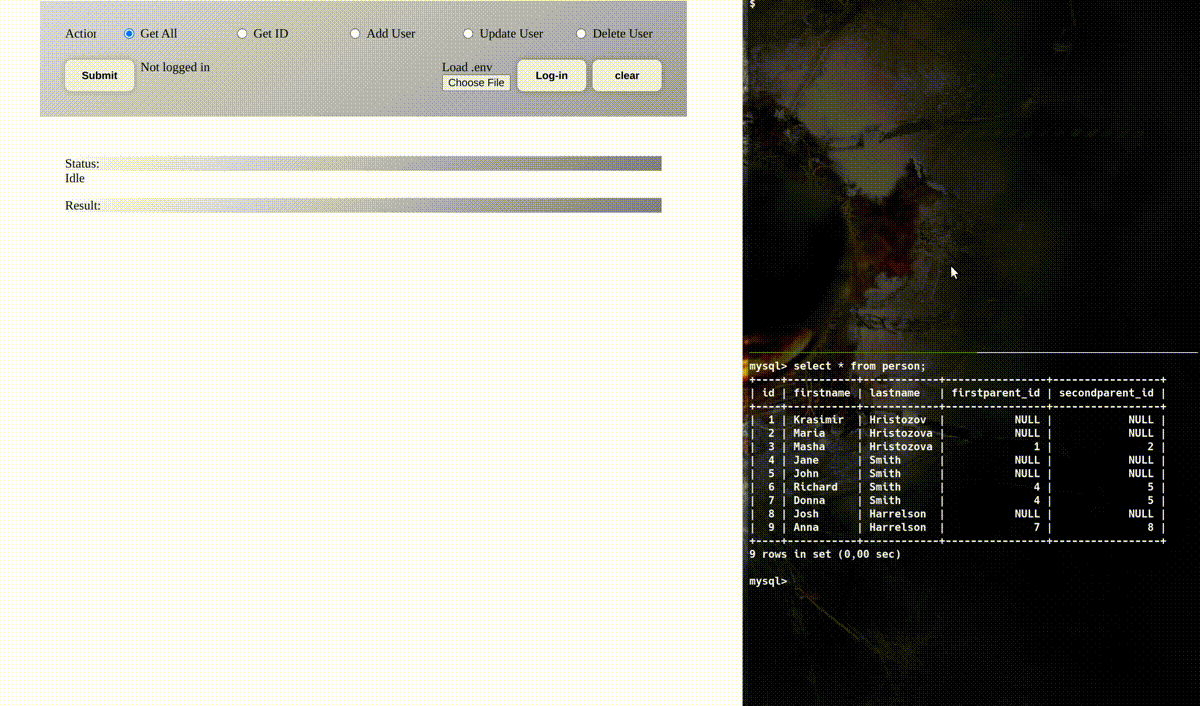 Action Get All Get ID Add User Update User Delete User
Submit Not logged in Load .env Choose File Log-in clear
Status:
Idle
Result:
$
mysql> select * from person;
+----+-----------+------------+----------------+-----------------+
| id | firstname | lastname   | firstparent_id | secondparent_id |
+----+-----------+------------+----------------+-----------------+
|  1 | Krasimir  | Hristozov  |           NULL |            NULL |
|  2 | Maria     | Hristozova |           NULL |            NULL |
|  3 | Masha     | Hristozova |              1 |               2 |
|  4 | Jane      | Smith      |           NULL |            NULL |
|  5 | John      | Smith      |           NULL |            NULL |
|  6 | Richard   | Smith      |              4 |               5 |
|  7 | Donna     | Smith      |              4 |               5 |
|  8 | Josh      | Harrelson  |           NULL |            NULL |
|  9 | Anna      | Harrelson  |              7 |               8 |
+----+-----------+------------+----------------+-----------------+
9 rows in set (0,00 sec)
mysql>